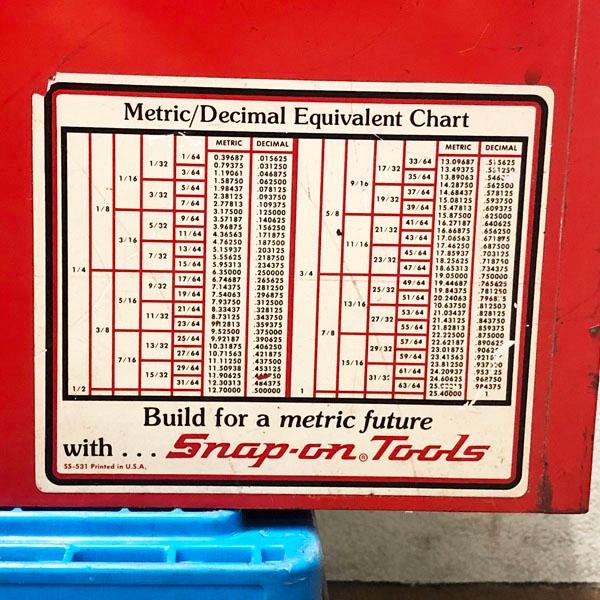 Metric/Decimal Equivalent Chart
METRIC DECIMAL
1/64 0.39687 .015625
1/32 0.79375 .031250
3/64 1.19061 .046875
1/16 1.58750 .062500
5/64 1.98437 .078125
3/32 2.38125 .093750
7/64 2.77813 .109375
1/8 3.17500 .125000
9/64 3.57187 .140625
5/32 3.96875 .156250
11/64 4.36563 .171875
3/16 4.76250 .187500
13/64 5.15937 .203125
7/32 5.55625 .218750
15/64 5.95313 .234375
1/4 6.35000 .250000
17/64 6.74687 .265625
9/32 7.14375 .281250
19/64 7.54063 .296875
5/16 7.93750 .312500
21/64 8.33438 .328125
11/32 8.73125 .343750
23/64 9.12813 .359375
3/8 9.52500 .375000
25/64 9.92187 .390625
13/32 10.31875 .406250
27/64 10.71563 .421875
7/16 11.11250 .437500
29/64 11.50938 .453125
15/32 11.90625
31/64 12.30313 .484375
1/2 12.70000 .500000
METRIC DECIMAL
33/64 13.09687 .515625
17/32 13.49375 .531250
35/64 13.89063
9/16 14.28750 .562500
37/64 14.68437 .578125
19/32 15.08125 .593750
39/64 15.47813 .609375
5/8 15.87500 .625000
41/64 16.27187 .640625
21/32 16.66875 .656250
43/64 17.06563 .671875
11/16 17.46250 .687500
45/64 17.85937 .703125
23/32 18.25625 .718750
47/64 18.65313 .734375
3/4 19.05000 .750000
49/64 19.44687 .765625
25/32 19.84375 .781250
51/64 20.24063
13/16 20.63750 .812500
53/64 21.03437 .828125
27/32 21.43125 .843750
55/64 21.82813 .859375
7/8 22.22500 .875000
57/64 22.62187 .890625
29/32 23.01875
59/64 23.41563
15/16 23.81250
61/64 24.20937
31/32 24.60625 .968750
63/64 .984375
1 25.40000 1
Build for a metric future
with ... Snap-on® Tools
SS-531 Printed in U.S.A.